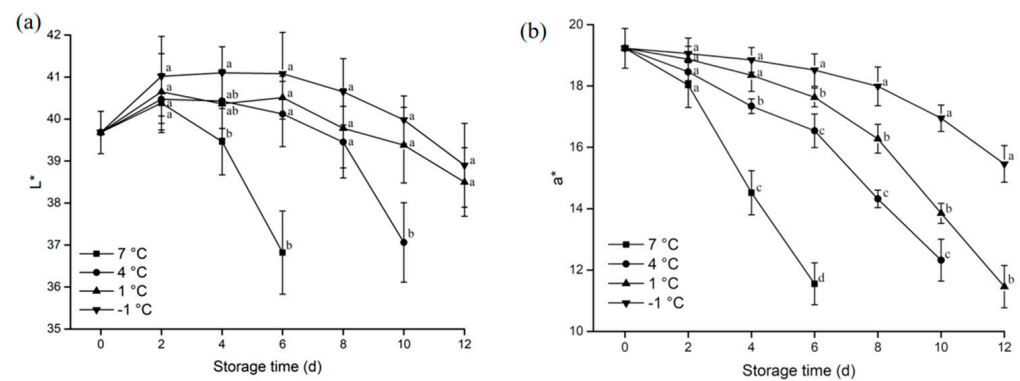 (a)
42
41
40
39
38
37
36
35
L*
0 2 4 6 8 10 12
Storage time (d)
7 °C
4 °C
1 °C
-1 °C
a a a a
a ab ab b
a a a b
a a a
a a b
a a
(b)
20
18
16
14
12
10
a*
0 2 4 6 8 10 12
Storage time (d)
7 °C
4 °C
1 °C
-1 °C
a a a a
a a b c
a b c d
a b c
a b c
a b